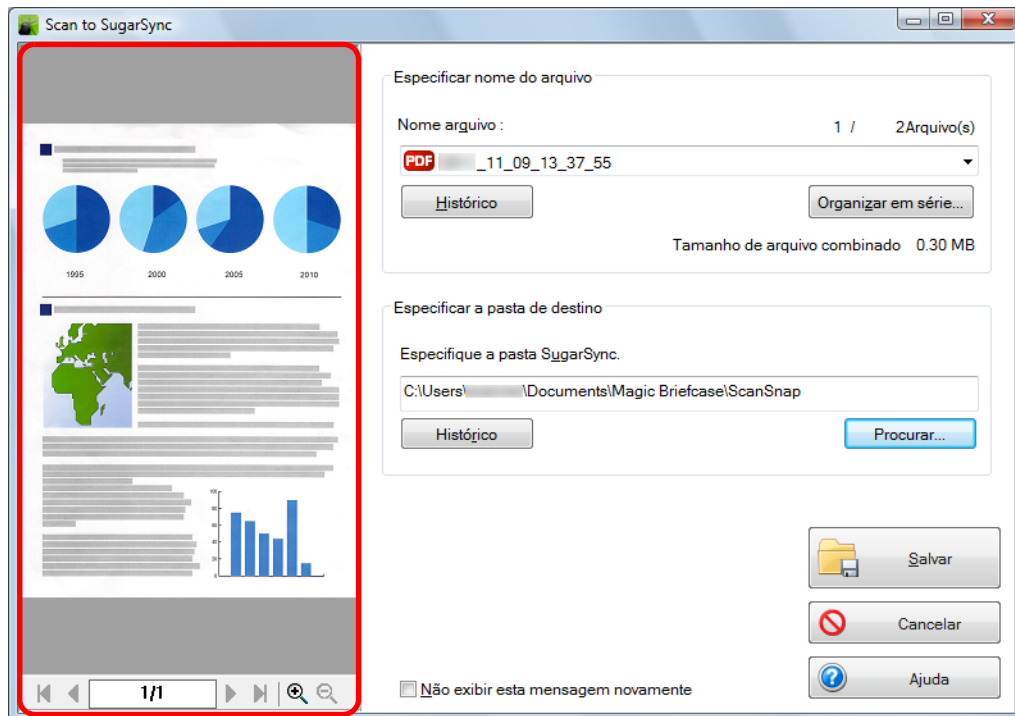 Scan to SugarSync
1995 2000 2005 2010
1/1
Especificar nome do arquivo
Nome arquivo :
1 / 2Arquivo(s)
PDF _11_09_13_37_55
Histórico
Organizar em série...
Tamanho de arquivo combinado 0.30 MB
Especificar a pasta de destino
Especifique a pasta SugarSync.
C:\Users\ \Documents\Magic Briefcase\ScanSnap
Histórico
Procurar...
Salvar
Cancelar
Ajuda
Não exibir esta mensagem novamente